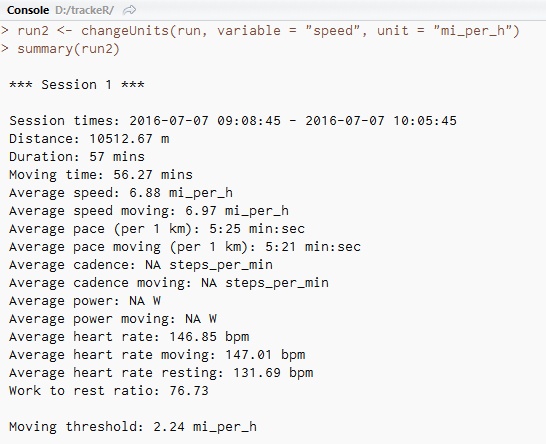 Console D:/trackeR/
> run2 <- changeUnits(run, variable = "speed", unit = "mi_per_h")
> summary(run2)
*** Session 1 ***
Session times: 2016-07-07 09:08:45 - 2016-07-07 10:05:45
Distance: 10512.67 m
Duration: 57 mins
Moving time: 56.27 mins
Average speed: 6.88 mi_per_h
Average speed moving: 6.97 mi_per_h
Average pace (per 1 km): 5:25 min:sec
Average pace moving (per 1 km): 5:21 min:sec
Average cadence: NA steps_per_min
Average cadence moving: NA steps_per_min
Average power: NA W
Average power moving: NA W
Average heart rate: 146.85 bpm
Average heart rate moving: 147.01 bpm
Average heart rate resting: 131.69 bpm
Work to rest ratio: 76.73
Moving threshold: 2.24 mi_per_h